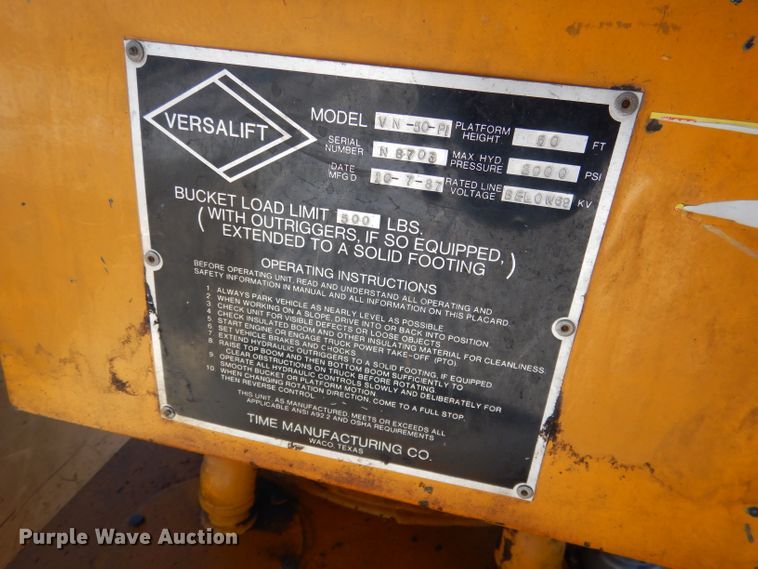 VERSALIFT
MODEL VN-50-PI PLATFORM HEIGHT 50 FT
SERIAL NUMBER N8703 MAX HYD. PRESSURE 2000 PSI
DATE MFG'D 10-7-87 RATED LINE VOLTAGE BELOW69 KV
BUCKET LOAD LIMIT 500 LBS.
(WITH OUTRIGGERS, IF SO EQUIPPED,
EXTENDED TO A SOLID FOOTING)
OPERATING INSTRUCTIONS
BEFORE OPERATING UNIT, READ AND UNDERSTAND ALL OPERATING AND
SAFETY INFORMATION IN MANUAL AND ALL INFORMATION ON THIS PLACARD.
1 ALWAYS PARK VEHICLE AS NEARLY LEVEL AS POSSIBLE.
2 WHEN WORKING ON A SLOPE, DRIVE INTO OR BACK INTO POSITION.
3 CHECK UNIT FOR VISIBLE DEFECTS OR LOOSE OBJECTS.
4 CHECK INSULATED BOOM AND OTHER INSULATING MATERIAL FOR CLEANLINESS.
5 START ENGINE OR ENGAGE TRUCK POWER TAKE-OFF (PTO).
6 SET VEHICLE BRAKES AND CHOCKS.
7 EXTEND HYDRAULIC OUTRIGGERS TO A SOLID FOOTING, IF EQUIPPED.
8 RAISE TOP BOOM AND THEN BOTTOM BOOM SUFFICIENTLY TO
CLEAR OBSTRUCTIONS ON TRUCK BEFORE ROTATING.
9 OPERATE ALL HYDRAULIC CONTROLS SLOWLY AND DELIBERATELY FOR
SMOOTH BUCKET OR PLATFORM MOTION.
10 WHEN CHANGING ROTATION DIRECTION, COME TO A FULL STOP,
THEN REVERSE CONTROL.
THIS UNIT, AS MANUFACTURED, MEETS OR EXCEEDS ALL
APPLICABLE ANSI A92.2 AND OSHA REQUIREMENTS
TIME MANUFACTURING CO.
WACO, TEXAS
Purple Wave Auction